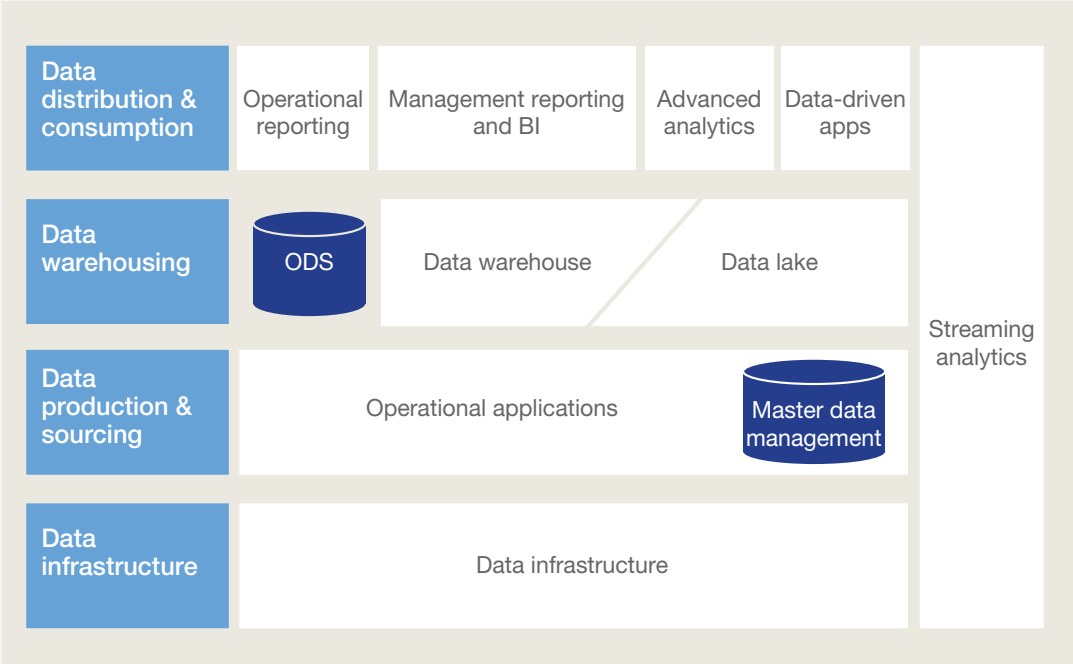 Data
distribution &
consumption
Operational
reporting
Management reporting
and BI
Advanced
analytics
Data-driven
apps
Data
warehousing
ODS
Data warehouse
Data lake
Streaming
analytics
Data
production &
sourcing
Operational applications
Master data
management
Data
infrastructure
Data infrastructure